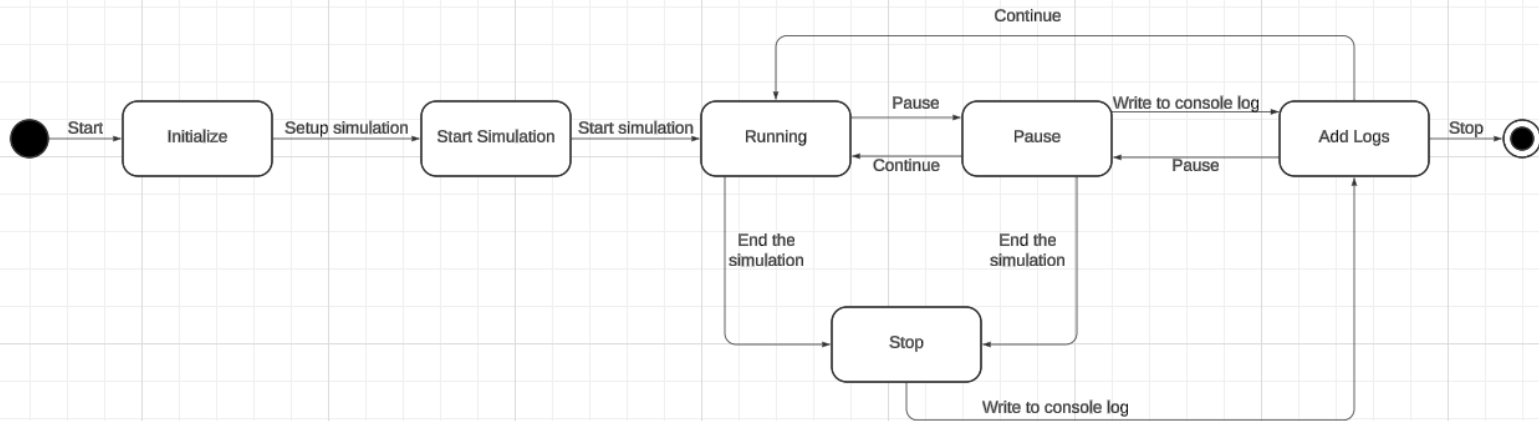 Continue
Start
Initialize
Setup simulation
Start Simulation
Start simulation
Running
Pause
Continue
Pause
Write to console log
Pause
Add Logs
Stop
End the
simulation
End the
simulation
Stop
Write to console log